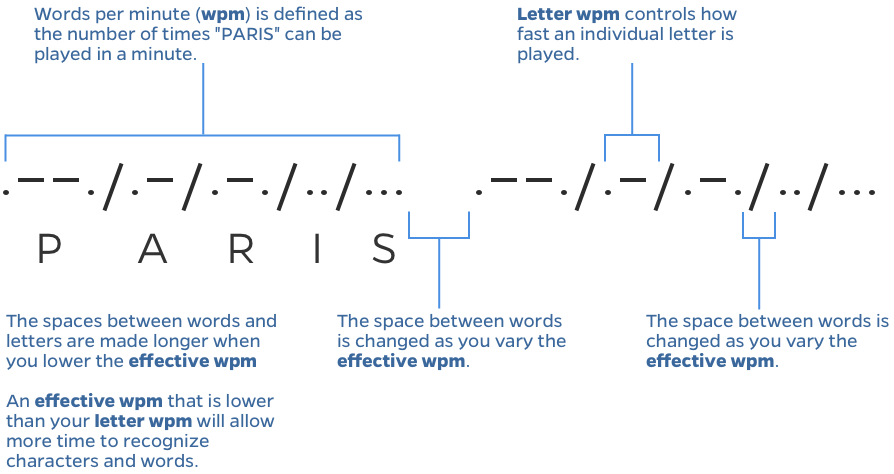 Words per minute (wpm) is defined as
the number of times "PARIS" can be
played in a minute.
Letter wpm controls how
fast an individual letter is
played.
.—— ./.—/.—./../... .—— ./.—/.—./../...
P A R I S
The spaces between words and
letters are made longer when
you lower the effective wpm
An effective wpm that is lower
than your letter wpm will allow
more time to recognize
characters and words.
The space between words
is changed as you vary the
effective wpm.
The space between words is
changed as you vary the
effective wpm.